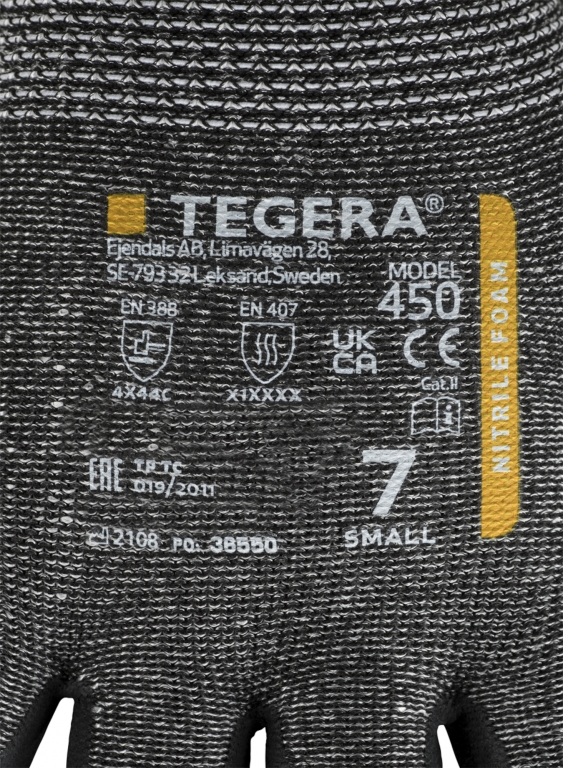 TEGERA®
Ejendals AB, Limavägen 28,
SE-793 32 Leksand, Sweden
MODEL
450
EN 388
EN 407
4X44C
X1XXXX
UK
CA
CE
Cat.II
i
EAC
TP TC
019/2011
7
SMALL
2108 PO: 38550
NITRILE FOAM